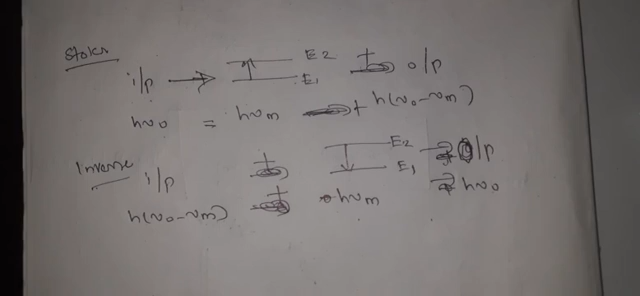 Stokes
i/p → E2 + o/p
E1
hν0 = hνm + h(ν0-νm)
Inverse
i/p + E2 → o/p
E1
h(ν0-νm) + hνm → hν0